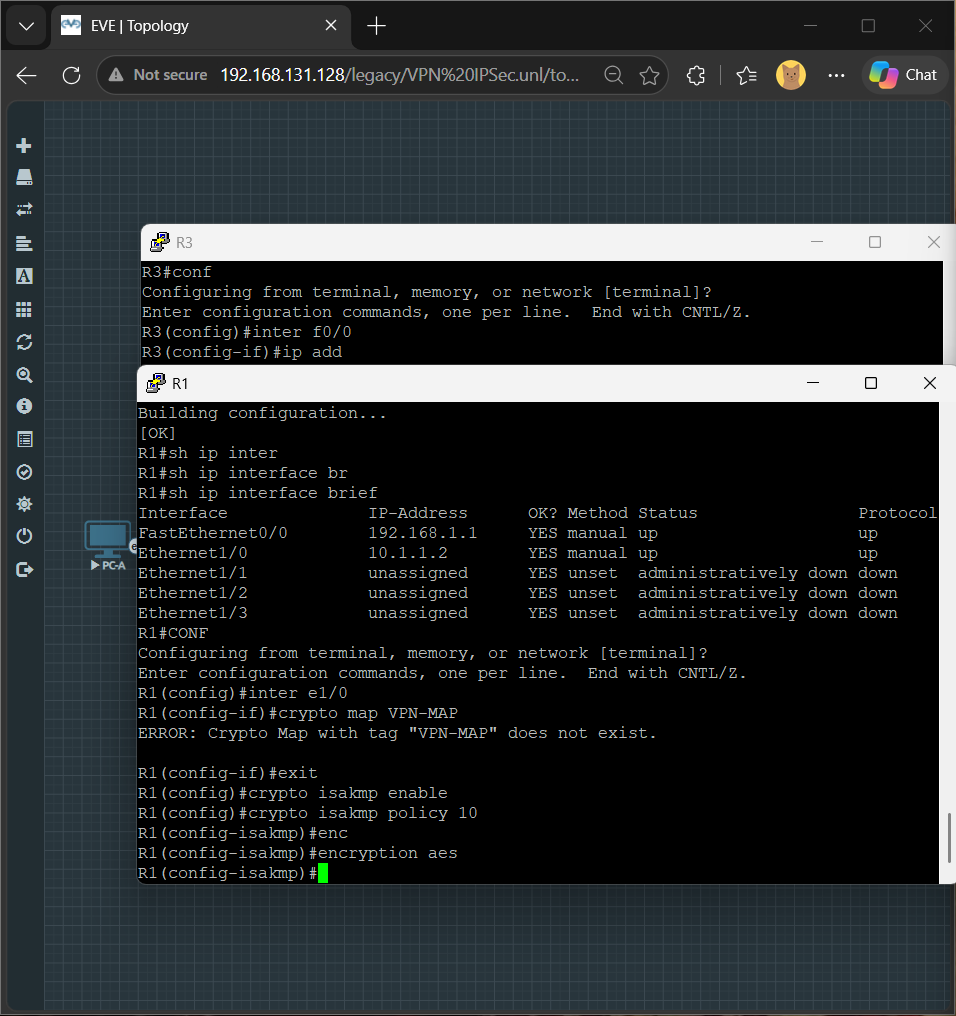 EVE | Topology
Not secure 192.168.131.128/legacy/VPN%20IPSec.unl/to...
Chat
A
R3
R3#conf
Configuring from terminal, memory, or network [terminal]?
Enter configuration commands, one per line.  End with CNTL/Z.
R3(config)#inter f0/0
R3(config-if)#ip add
R1
Building configuration...
[OK]
R1#sh ip inter
R1#sh ip interface br
R1#sh ip interface brief
Interface IP-Address OK? Method Status Protocol
FastEthernet0/0 192.168.1.1 YES manual up up
Ethernet1/0 10.1.1.2 YES manual up up
Ethernet1/1 unassigned YES unset administratively down down
Ethernet1/2 unassigned YES unset administratively down down
Ethernet1/3 unassigned YES unset administratively down down
R1#CONF
Configuring from terminal, memory, or network [terminal]?
Enter configuration commands, one per line.  End with CNTL/Z.
R1(config)#inter e1/0
R1(config-if)#crypto map VPN-MAP
ERROR: Crypto Map with tag "VPN-MAP" does not exist.
R1(config-if)#exit
R1(config)#crypto isakmp enable
R1(config)#crypto isakmp policy 10
R1(config-isakmp)#enc
R1(config-isakmp)#encryption aes
R1(config-isakmp)#
PC-A